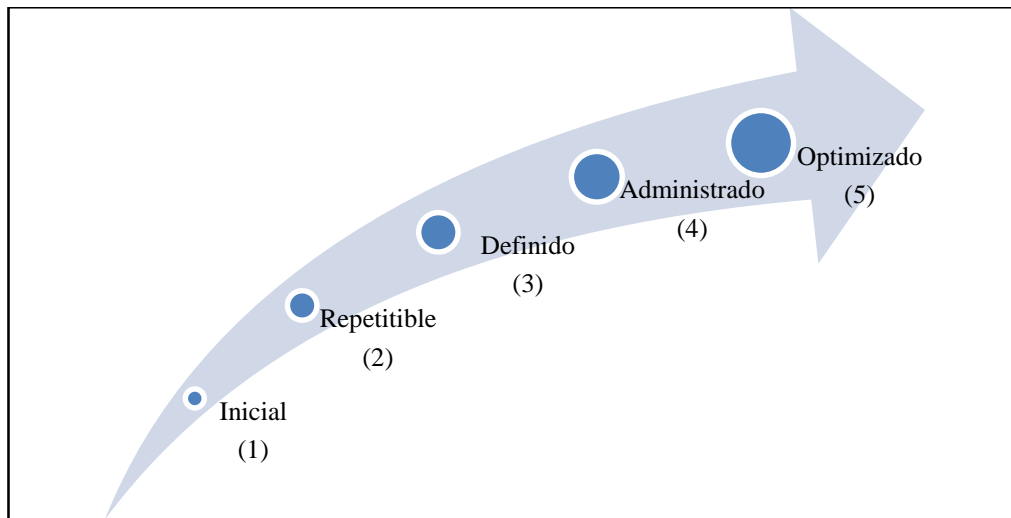 Inicial
(1)
Repetitible
(2)
Definido
(3)
Administrado
(4)
Optimizado
(5)